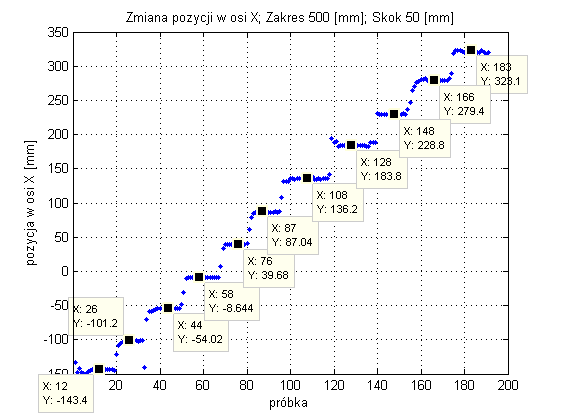 Zmiana pozycji w osi X; Zakres 500 [mm]; Skok 50 [mm]
pozycja w osi X [mm]
350
300
250
200
150
100
50
0
-50
-100
-150
X: 183
Y: 323.1
X: 166
Y: 279.4
X: 148
Y: 228.8
X: 128
Y: 183.8
X: 108
Y: 136.2
X: 87
Y: 87.04
X: 76
Y: 39.68
X: 58
Y: -8.644
X: 44
Y: -54.02
X: 26
Y: -101.2
X: 12
Y: -143.4
20
40
60
80
100
120
140
160
180
200
próbka